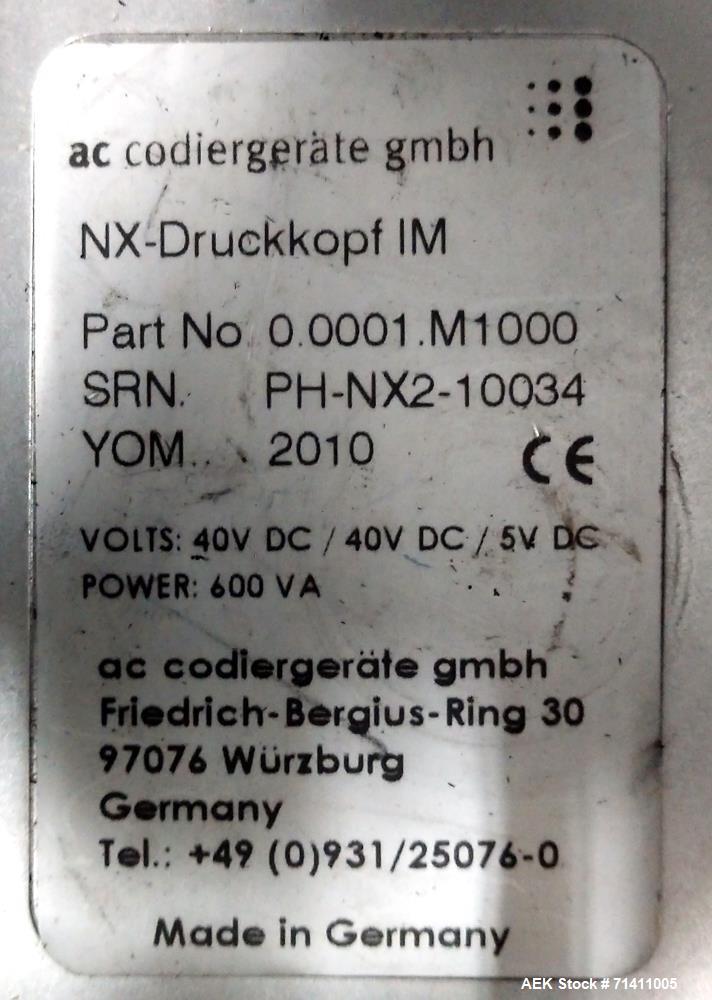 ac codiergeräte gmbh
NX-Druckkopf IM
Part No 0.0001.M1000
SRN. PH-NX2-10034
YOM. 2010 CE
VOLTS: 40V DC / 40V DC / 5V DC
POWER: 600 VA
ac codiergeräte gmbh
Friedrich-Bergius-Ring 30
97076 Würzburg
Germany
Tel.: +49 (0)931/25076-0
Made in Germany
AEK Stock # 71411005